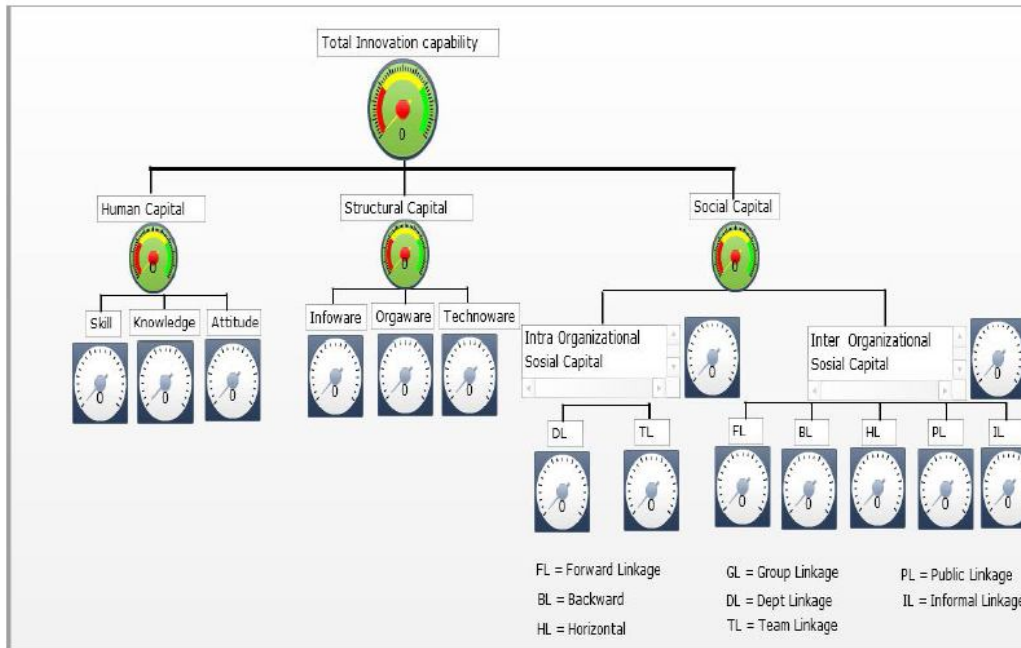 Total Innovation capability
0
Human Capital
Structural Capital
Social Capital
0
0
0
Skill
Knowledge
Attitude
Infoware
Orgaware
Technoware
0
0
0
0
0
0
Intra Organizational
Sosial Capital
0
Inter Organizational
Sosial Capital
0
DL
TL
FL
BL
HL
PL
IL
0
0
0
0
0
0
0
FL = Forward Linkage
GL = Group Linkage
PL = Public Linkage
BL = Backward
DL = Dept Linkage
IL = Informal Linkage
HL = Horizontal
TL = Team Linkage